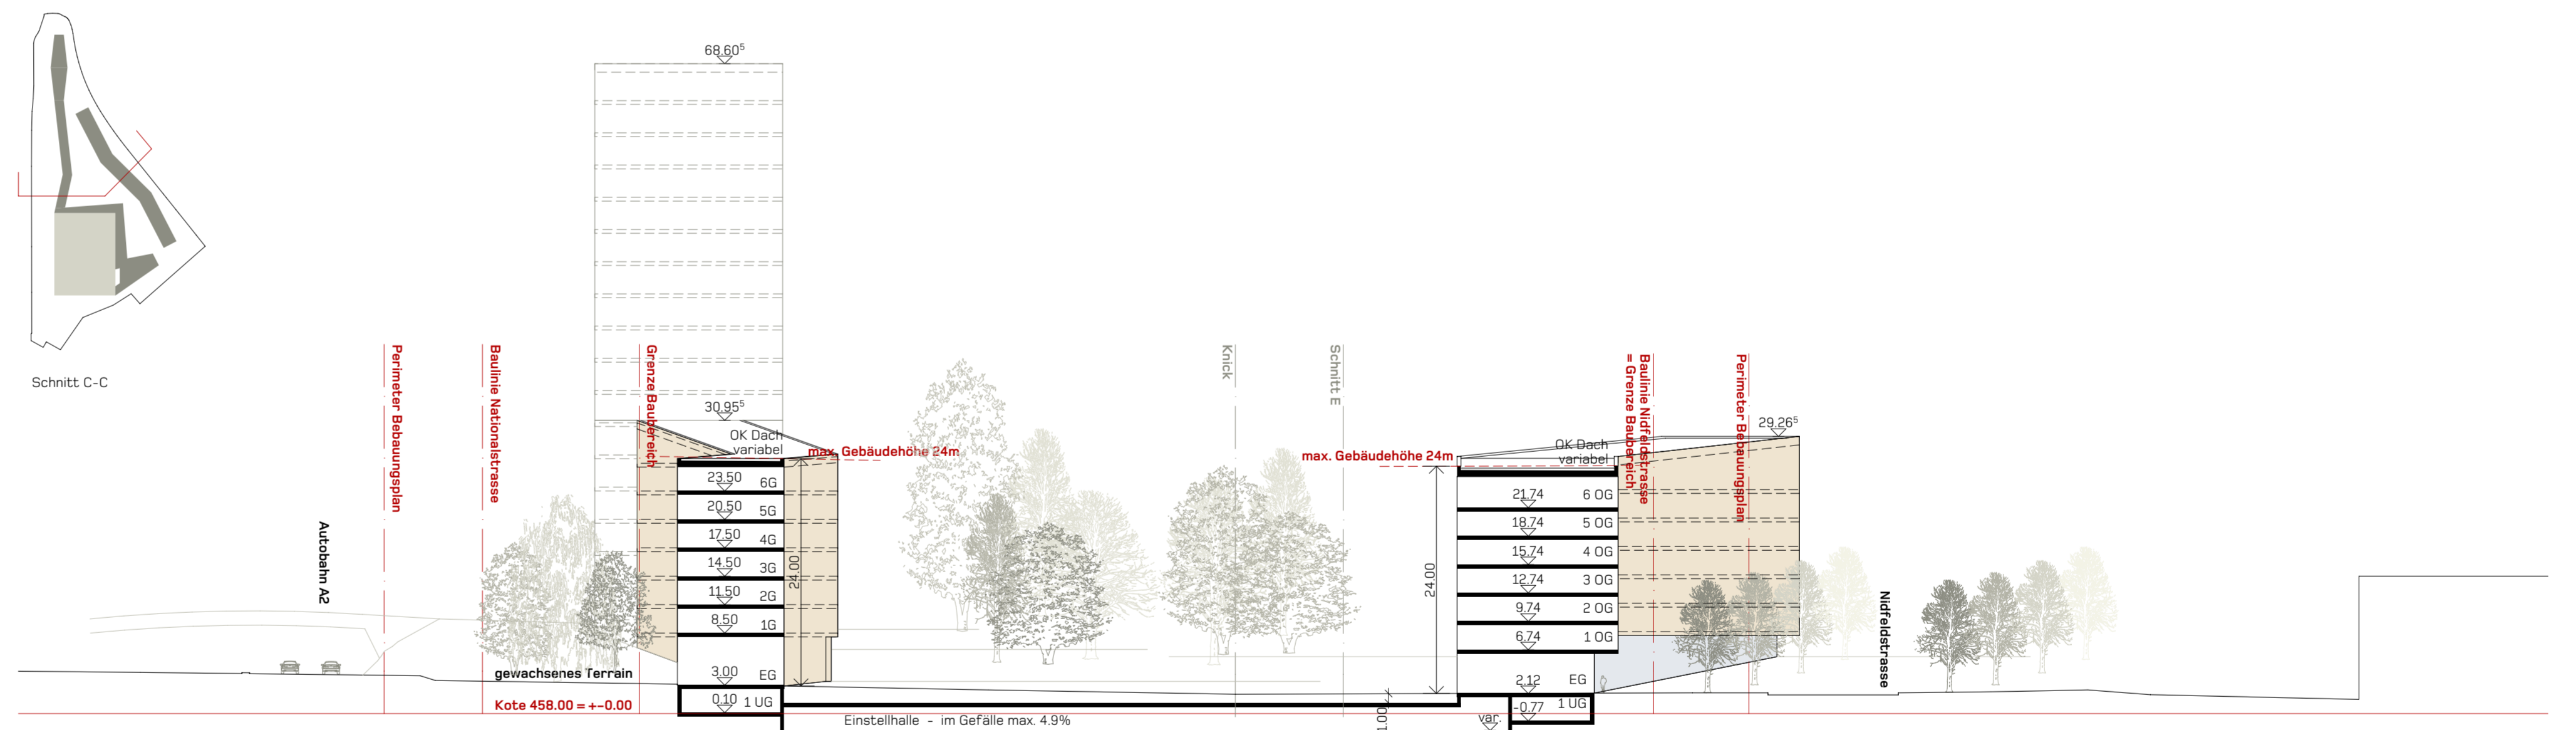 68.60⁵
Schnitt C-C
Autobahn A2
Perimeter Bebauungsplan
Baulinie Nationalstrasse
Grenze Baubereich
30.95⁵
OK Dach
variabel
max. Gebäudehöhe 24m
23.50 6G
20.50 5G
17.50 4G
14.50 3G
11.50 2G
8.50 1G
3.00 EG
0.10 1 UG
24.00
gewachsenes Terrain
Kote 458.00 = +-0.00
Einstellhalle - im Gefälle max. 4.9%
Knick
Schnitt E
max. Gebäudehöhe 24m
OK Dach
variabel
21.74 6 OG
18.74 5 OG
15.74 4 OG
12.74 3 OG
9.74 2 OG
6.74 1 OG
2.12 EG
-0.77 1 UG
24.00
1.00
var.
Baulinie Nidfeldstrasse
= Grenze Baubereich
Perimeter Bebauungsplan
29.26⁵
Nidfeldstrasse